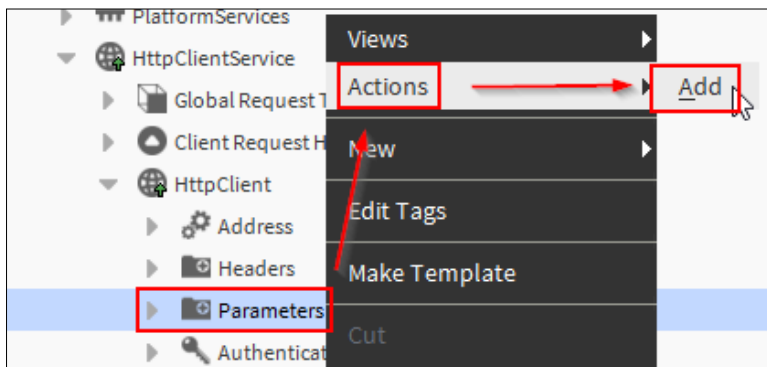 PlatformServices
HttpClientService
Global Request T
Client Request H
HttpClient
Address
Headers
Parameters
Authenticat
Views
Actions
Add
New
Edit Tags
Make Template
Cut